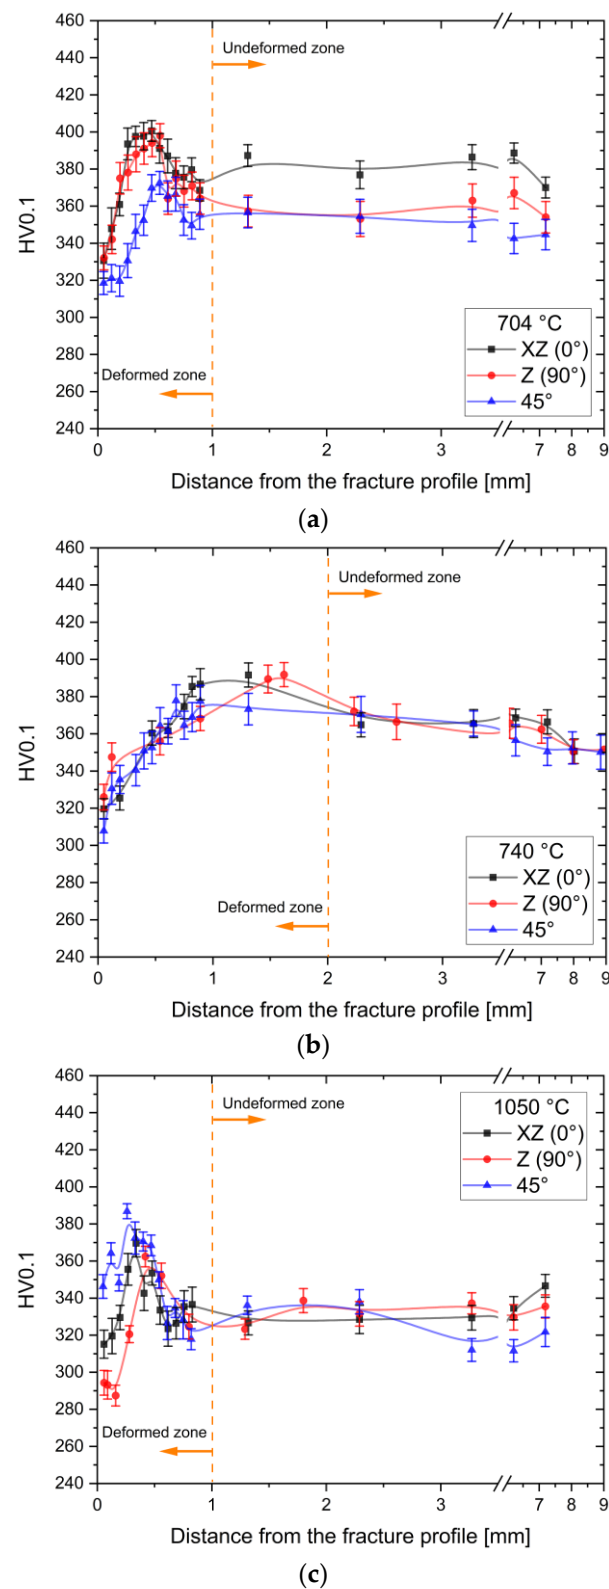 460
440
420
400
380
360
340
320
300
280
260
240
HV0.1
Undeformed zone
Deformed zone
704 °C
XZ (0°)
Z (90°)
45°
0 1 2 3 7 8 9
Distance from the fracture profile [mm]
(a)
460
440
420
400
380
360
340
320
300
280
260
240
HV0.1
Undeformed zone
Deformed zone
740 °C
XZ (0°)
Z (90°)
45°
0 1 2 3 7 8 9
Distance from the fracture profile [mm]
(b)
460
440
420
400
380
360
340
320
300
280
260
240
HV0.1
Undeformed zone
1050 °C
XZ (0°)
Z (90°)
45°
Deformed zone
0 1 2 3 7 8 9
Distance from the fracture profile [mm]
(c)